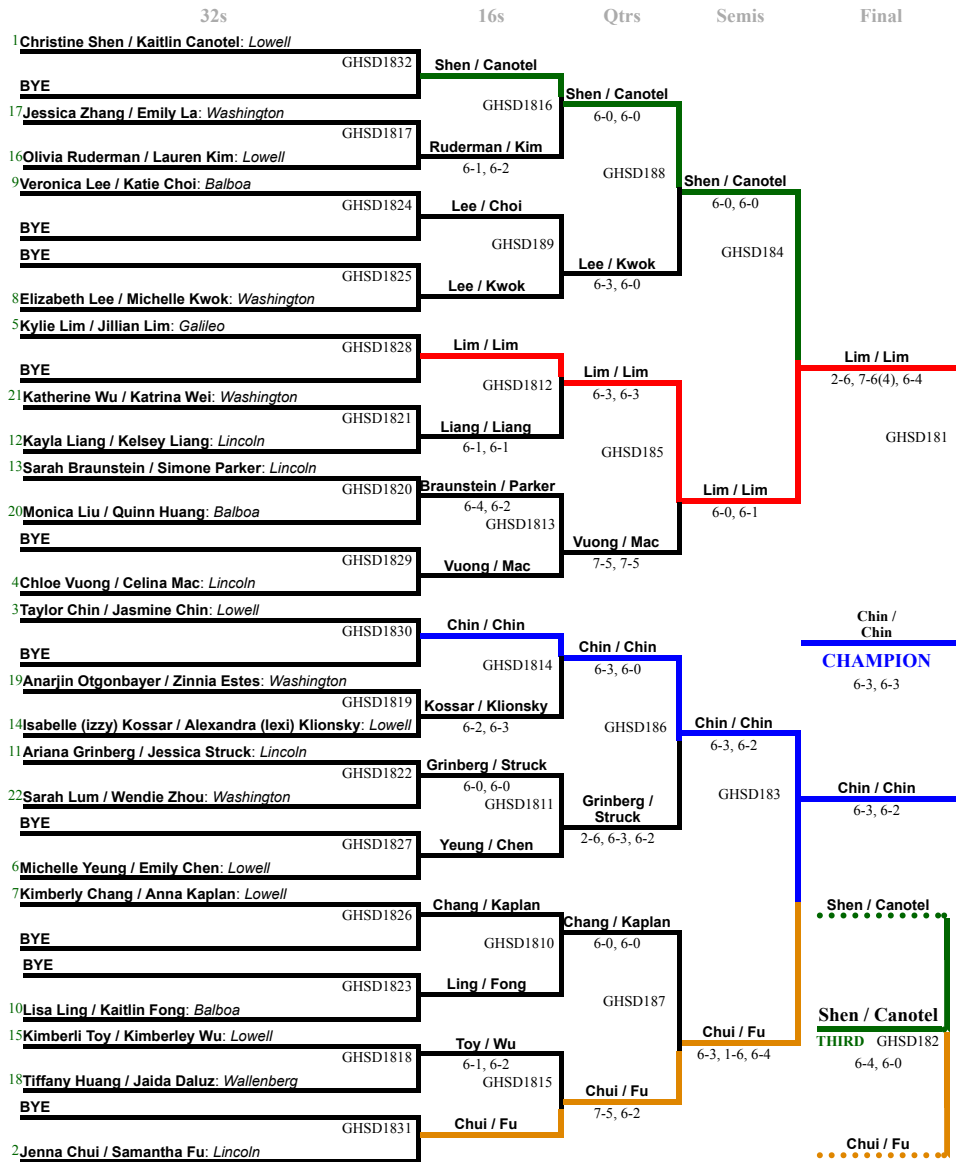 32s
16s
Qtrs
Semis
Final
1 Christine Shen / Kaitlin Canotel: Lowell
GHSD1832
BYE
17 Jessica Zhang / Emily La: Washington
GHSD1817
16 Olivia Ruderman / Lauren Kim: Lowell
9 Veronica Lee / Katie Choi: Balboa
GHSD1824
BYE
BYE
GHSD1825
8 Elizabeth Lee / Michelle Kwok: Washington
5 Kylie Lim / Jillian Lim: Galileo
GHSD1828
BYE
21 Katherine Wu / Katrina Wei: Washington
GHSD1821
12 Kayla Liang / Kelsey Liang: Lincoln
13 Sarah Braunstein / Simone Parker: Lincoln
GHSD1820
20 Monica Liu / Quinn Huang: Balboa
BYE
GHSD1829
4 Chloe Vuong / Celina Mac: Lincoln
3 Taylor Chin / Jasmine Chin: Lowell
GHSD1830
BYE
19 Anarjin Otgonbayer / Zinnia Estes: Washington
GHSD1819
14 Isabelle (izzy) Kossar / Alexandra (lexi) Klionsky: Lowell
11 Ariana Grinberg / Jessica Struck: Lincoln
GHSD1822
22 Sarah Lum / Wendie Zhou: Washington
BYE
GHSD1827
6 Michelle Yeung / Emily Chen: Lowell
7 Kimberly Chang / Anna Kaplan: Lowell
GHSD1826
BYE
BYE
GHSD1823
10 Lisa Ling / Kaitlin Fong: Balboa
15 Kimberli Toy / Kimberley Wu: Lowell
GHSD1818
18 Tiffany Huang / Jaida Daluz: Wallenberg
BYE
GHSD1831
2 Jenna Chui / Samantha Fu: Lincoln
Shen / Canotel
GHSD1816
Ruderman / Kim
6-1, 6-2
Lee / Choi
GHSD189
Lee / Kwok
Lim / Lim
GHSD1812
Liang / Liang
6-1, 6-1
Braunstein / Parker
6-4, 6-2
GHSD1813
Vuong / Mac
Chin / Chin
GHSD1814
Kossar / Klionsky
6-2, 6-3
Grinberg / Struck
6-0, 6-0
GHSD1811
Yeung / Chen
Chang / Kaplan
GHSD1810
Ling / Fong
Toy / Wu
6-1, 6-2
GHSD1815
Chui / Fu
Shen / Canotel
6-0, 6-0
GHSD188
Lee / Kwok
6-3, 6-0
Lim / Lim
6-3, 6-3
GHSD185
Vuong / Mac
7-5, 7-5
Chin / Chin
6-3, 6-0
GHSD186
Grinberg /
Struck
2-6, 6-3, 6-2
Chang / Kaplan
6-0, 6-0
GHSD187
Chui / Fu
7-5, 6-2
Shen / Canotel
6-0, 6-0
GHSD184
Lim / Lim
6-0, 6-1
Chin / Chin
6-3, 6-2
GHSD183
Chui / Fu
6-3, 1-6, 6-4
Lim / Lim
2-6, 7-6(4), 6-4
GHSD181
Chin /
Chin
CHAMPION
6-3, 6-3
Chin / Chin
6-3, 6-2
Shen / Canotel
Shen / Canotel
THIRD GHSD182
6-4, 6-0
Chui / Fu